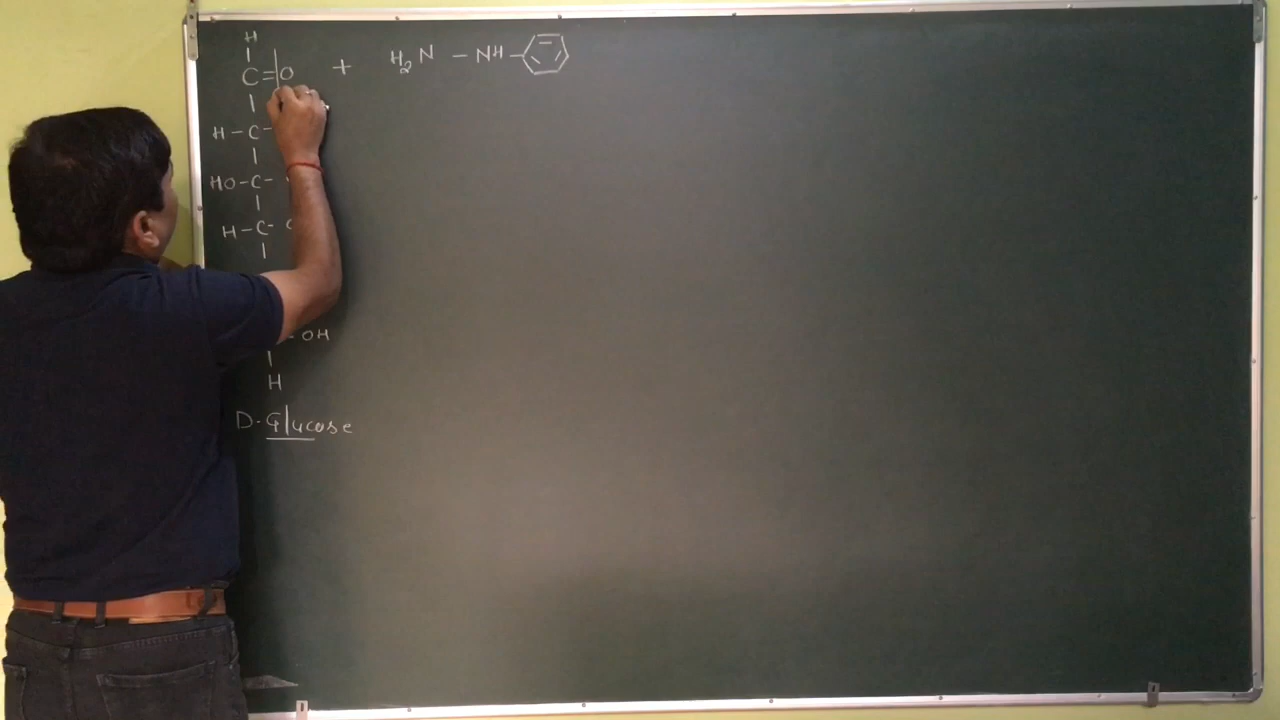 H
C=O + H₂N – NH –
H – C –
HO – C –
H – C –
– OH
H
D-Glucose